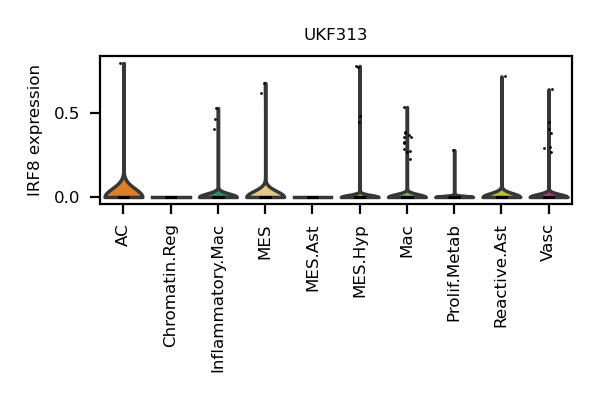 UKF313
IRF8 expression
0.5
0.0
AC
Chromatin.Reg
Inflammatory.Mac
MES
MES.Ast
MES.Hyp
Mac
Prolif.Metab
Reactive.Ast
Vasc